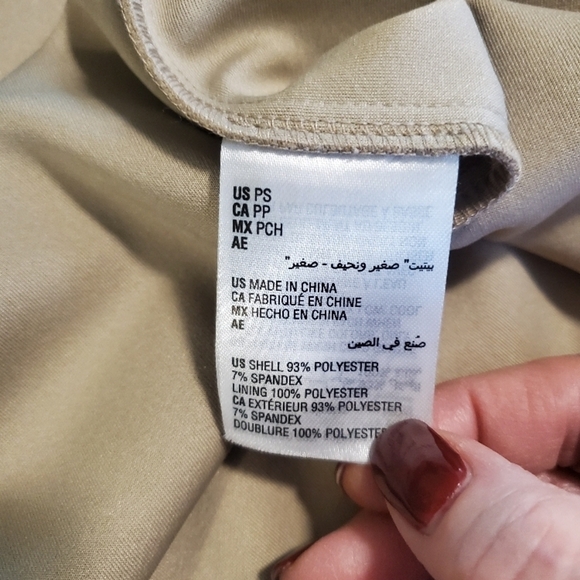 US PS
CA PP
MX PCH
AE
"بيتيت" صغير ونحيف - صغير
US MADE IN CHINA
CA FABRIQUÉ EN CHINE
MX HECHO EN CHINA
AE
صُنع في الصين
US SHELL 93% POLYESTER
7% SPANDEX
LINING 100% POLYESTER
CA EXTÉRIEUR 93% POLYESTER
7% SPANDEX
DOUBLURE 100% POLYESTER